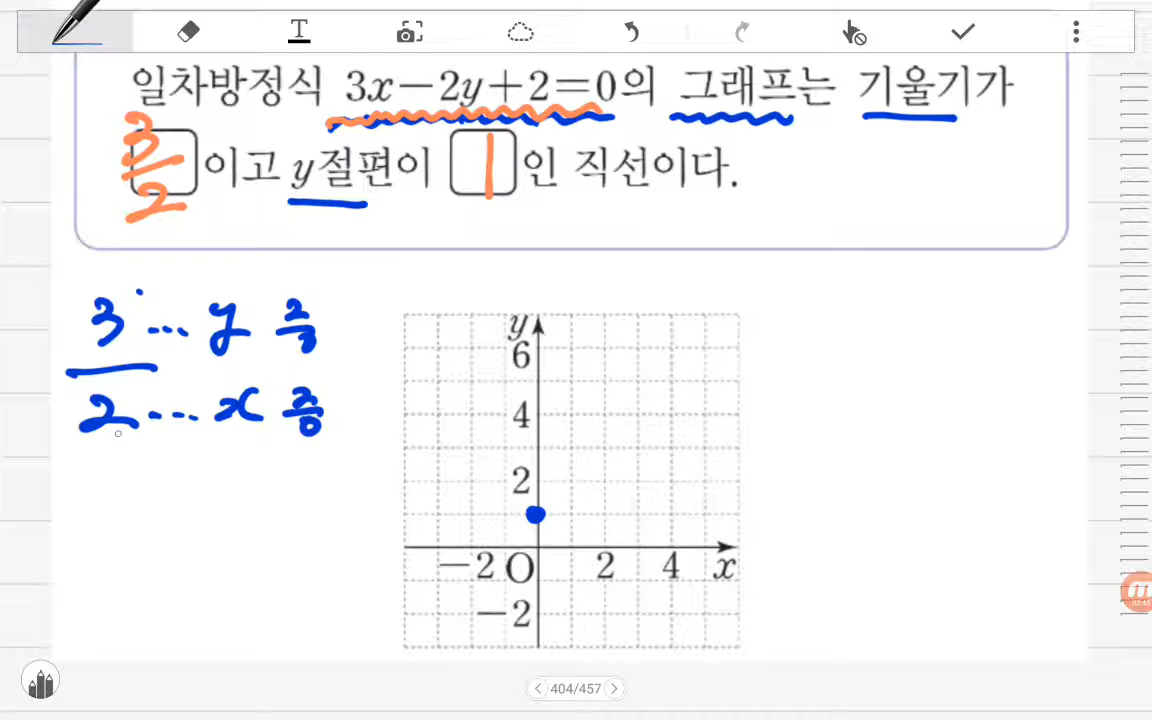 T
일차방정식 3x-2y+2=0의 그래프는 기울기가
3/2 이고 y절편이 1 인 직선이다.
3 ... y 증
2 ... x 증
y
6
4
2
-2 O 2 4 x
-2
03:45
404/457